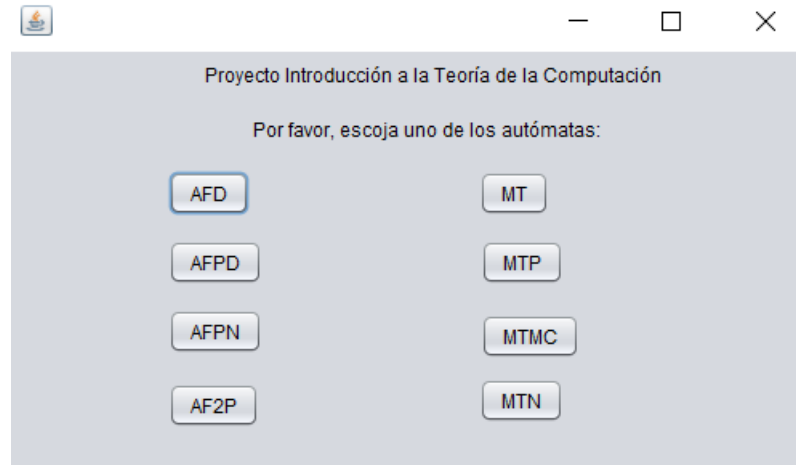 Proyecto Introducción a la Teoría de la Computación
Por favor, escoja uno de los autómatas:
AFD
MT
AFPD
MTP
AFPN
MTMC
AF2P
MTN